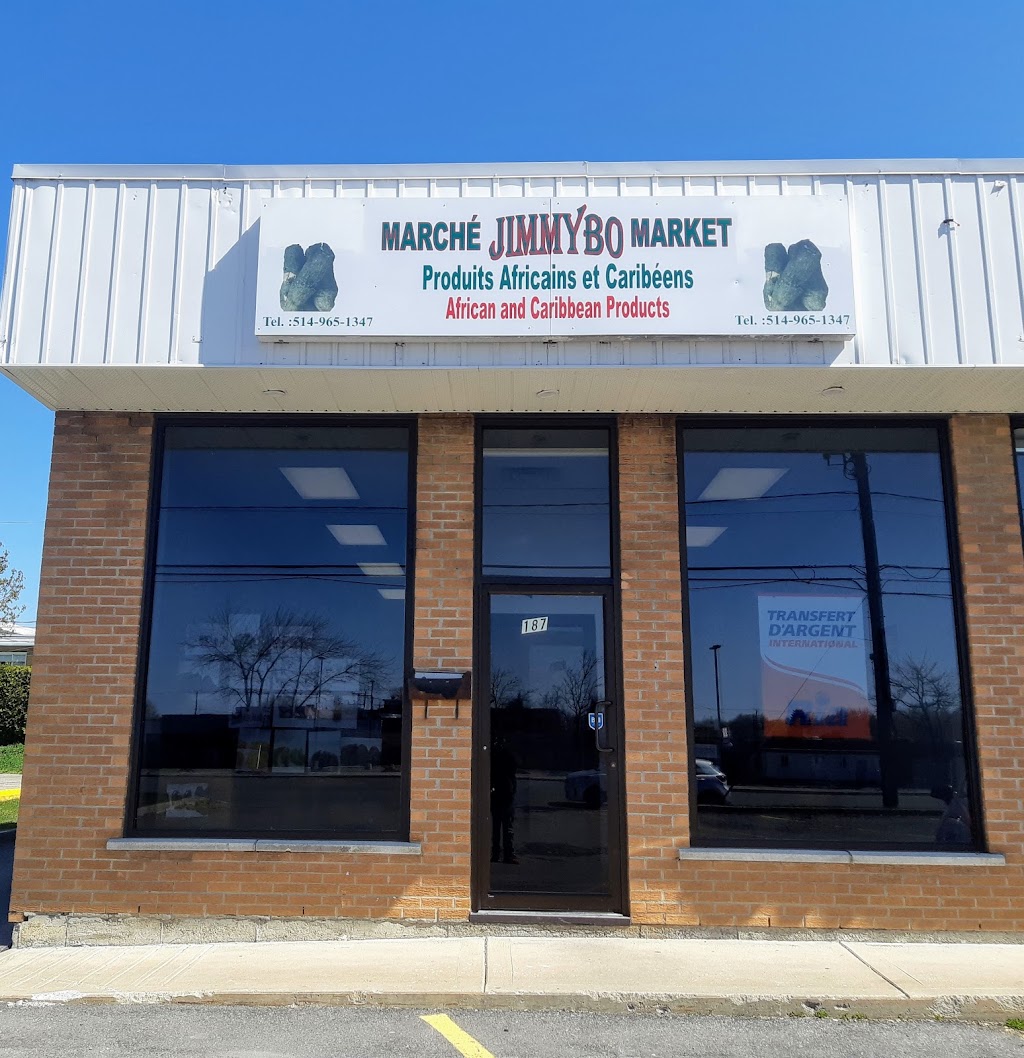 MARCHÉ JIMMYBO MARKET
Produits Africains et Caribéens
African and Caribbean Products
Tel. :514-965-1347
Tel. :514-965-1347
187
TRANSFERT
D'ARGENT
INTERNATIONAL